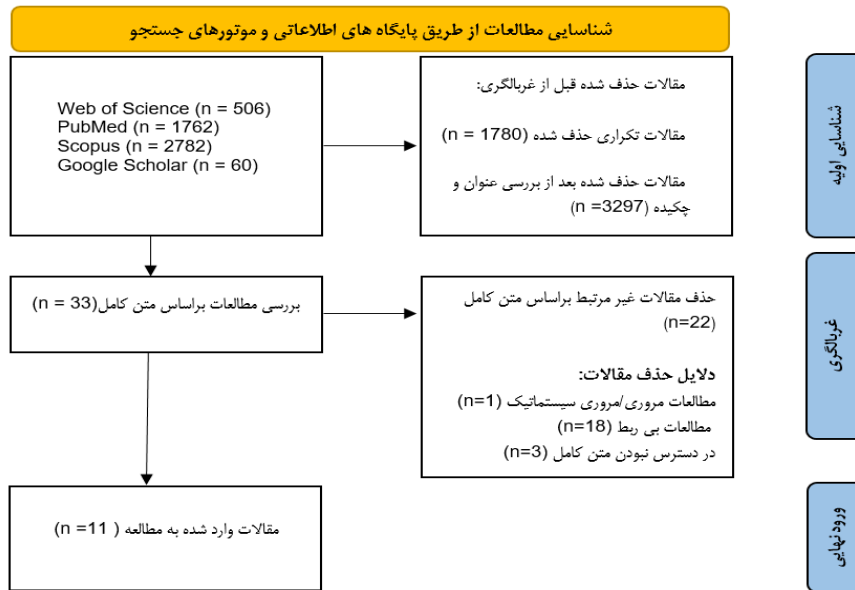 شناسایی مطالعات از طریق پایگاه های اطلاعاتی و موتورهای جستجو
Web of Science (n = 506)
PubMed (n = 1762)
Scopus (n = 2782)
Google Scholar (n = 60)
مقالات حذف شده قبل از غربالگری:
مقالات تکراری حذف شده (n = 1780)
مقالات حذف شده بعد از بررسی عنوان و
چکیده (n =3297)
شناسایی اولیه
بررسی مطالعات براساس متن کامل(n = 33)
حذف مقالات غیر مرتبط براساس متن کامل
(n=22)
دلایل حذف مقالات:
مطالعات مروری/مروری سیستماتیک (n=1)
مطالعات بی ربط (n=18)
در دسترس نبودن متن کامل (n=3)
غربالگری
مقالات وارد شده به مطالعه ( n =11)
ورود نهایی